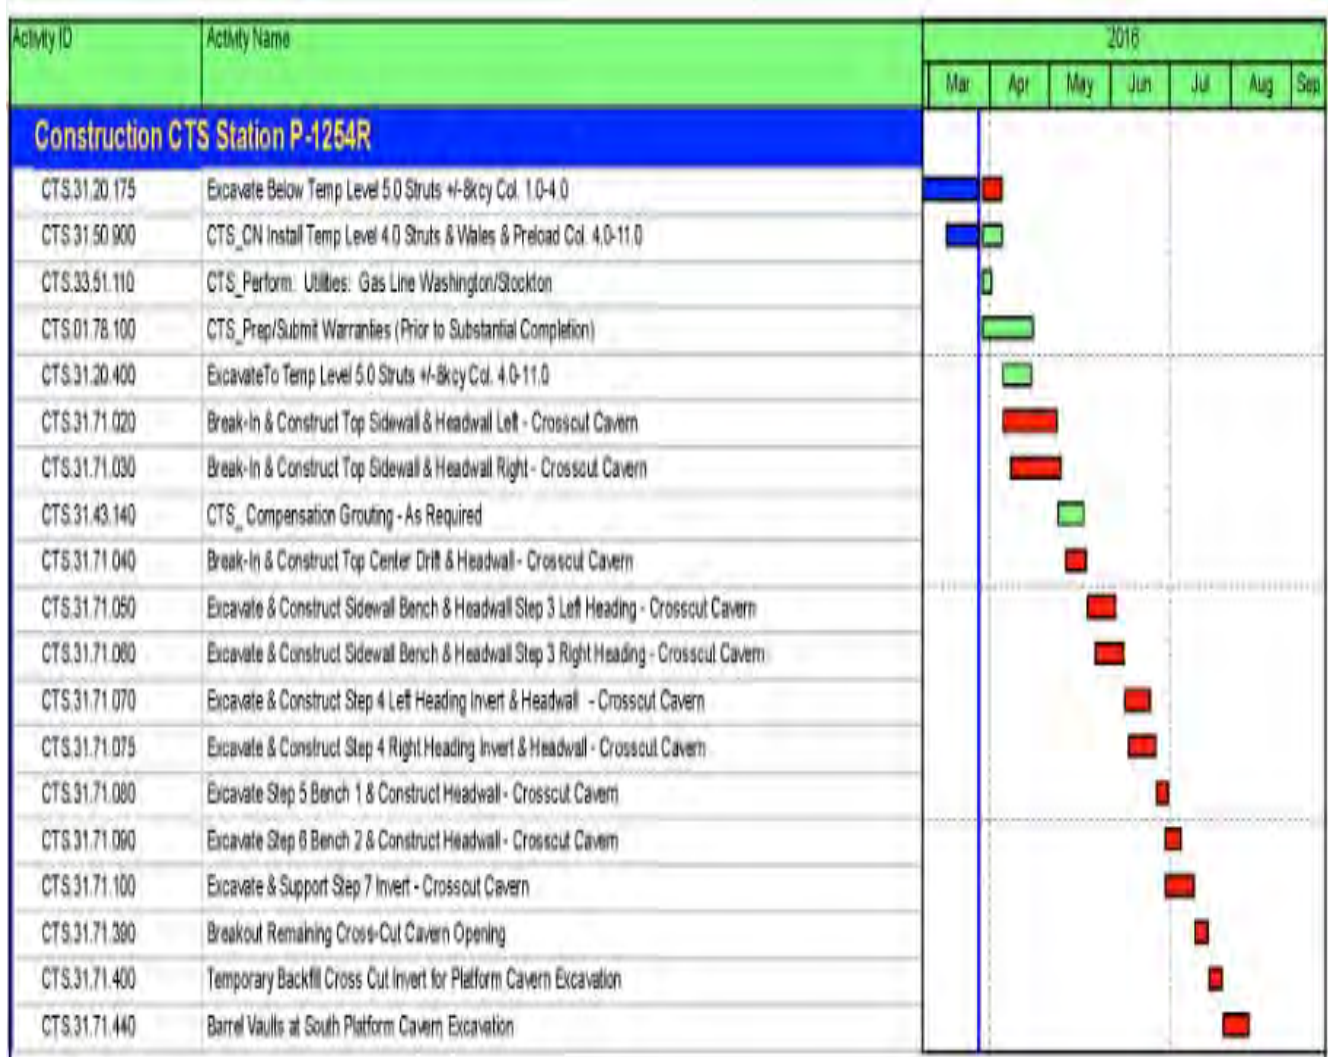 Activity ID Activity Name 2016
Mar Apr May Jun Jul Aug Sep
Construction CTS Station P-1254R
CTS.31.20.175 Excavate Below Temp Level 5.0 Struts +/-8kcy Col. 1.0-4.0
CTS.31.50.900 CTS_CN Install Temp Level 4.0 Struts & Wales & Preload Col. 4.0-11.0
CTS.33.51.110 CTS_Perform: Utilities: Gas Line Washington/Stockton
CTS.01.78.100 CTS_Prep/Submit Warranties (Prior to Substantial Completion)
CTS.31.20.400 ExcavateTo Temp Level 5.0 Struts +/-8kcy Col. 4.0-11.0
CTS.31.71.020 Break-In & Construct Top Sidewall & Headwall Left - Crosscut Cavern
CTS.31.71.030 Break-In & Construct Top Sidewall & Headwall Right - Crosscut Cavern
CTS.31.43.140 CTS_ Compensation Grouting - As Required
CTS.31.71.040 Break-In & Construct Top Center Drift & Headwall - Crosscut Cavern
CTS.31.71.050 Excavate & Construct Sidewall Bench & Headwall Step 3 Left Heading - Crosscut Cavern
CTS.31.71.060 Excavate & Construct Sidewall Bench & Headwall Step 3 Right Heading - Crosscut Cavern
CTS.31.71.070 Excavate & Construct Step 4 Left Heading Invert & Headwall - Crosscut Cavern
CTS.31.71.075 Excavate & Construct Step 4 Right Heading Invert & Headwall - Crosscut Cavern
CTS.31.71.080 Excavate Step 5 Bench 1 & Construct Headwall - Crosscut Cavern
CTS.31.71.090 Excavate Step 6 Bench 2 & Construct Headwall - Crosscut Cavern
CTS.31.71.100 Excavate & Support Step 7 Invert - Crosscut Cavern
CTS.31.71.390 Breakout Remaining Cross-Cut Cavern Opening
CTS.31.71.400 Temporary Backfill Cross Cut Invert for Platform Cavern Excavation
CTS.31.71.440 Barrel Vaults at South Platform Cavern Excavation